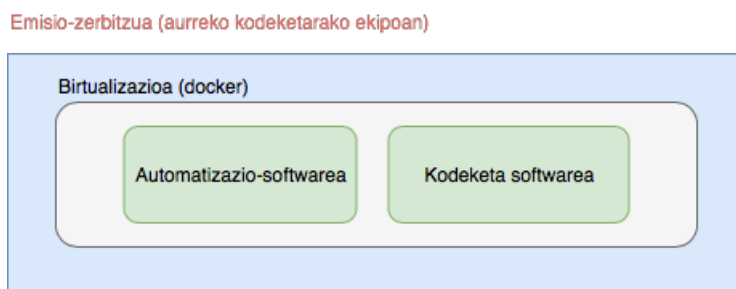 Emisio-zerbitzua (aurreko kodeketarako ekipoan)
Birtualizazioa (docker)
Automatizazio-softwarea
Kodeketa softwarea